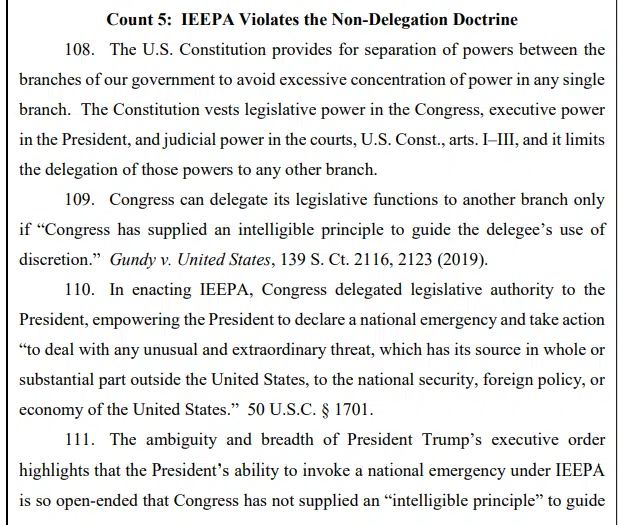 Count 5:  IEEPA Violates the Non-Delegation Doctrine
108.  The U.S. Constitution provides for separation of powers between the
branches of our government to avoid excessive concentration of power in any single
branch.  The Constitution vests legislative power in the Congress, executive power
in the President, and judicial power in the courts, U.S. Const., arts. I–III, and it limits
the delegation of those powers to any other branch.
109.  Congress can delegate its legislative functions to another branch only
if “Congress has supplied an intelligible principle to guide the delegee’s use of
discretion.”  Gundy v. United States, 139 S. Ct. 2116, 2123 (2019).
110.  In enacting IEEPA, Congress delegated legislative authority to the
President, empowering the President to declare a national emergency and take action
“to deal with any unusual and extraordinary threat, which has its source in whole or
substantial part outside the United States, to the national security, foreign policy, or
economy of the United States.”  50 U.S.C. § 1701.
111.  The ambiguity and breadth of President Trump’s executive order
highlights that the President’s ability to invoke a national emergency under IEEPA
is so open-ended that Congress has not supplied an “intelligible principle” to guide